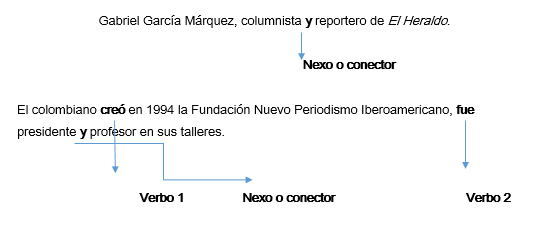 Gabriel García Márquez, columnista y reportero de El Heraldo.
Nexo o conector
El colombiano creó en 1994 la Fundación Nuevo Periodismo Iberoamericano, fue
presidente y profesor en sus talleres.
Verbo 1 Nexo o conector Verbo 2